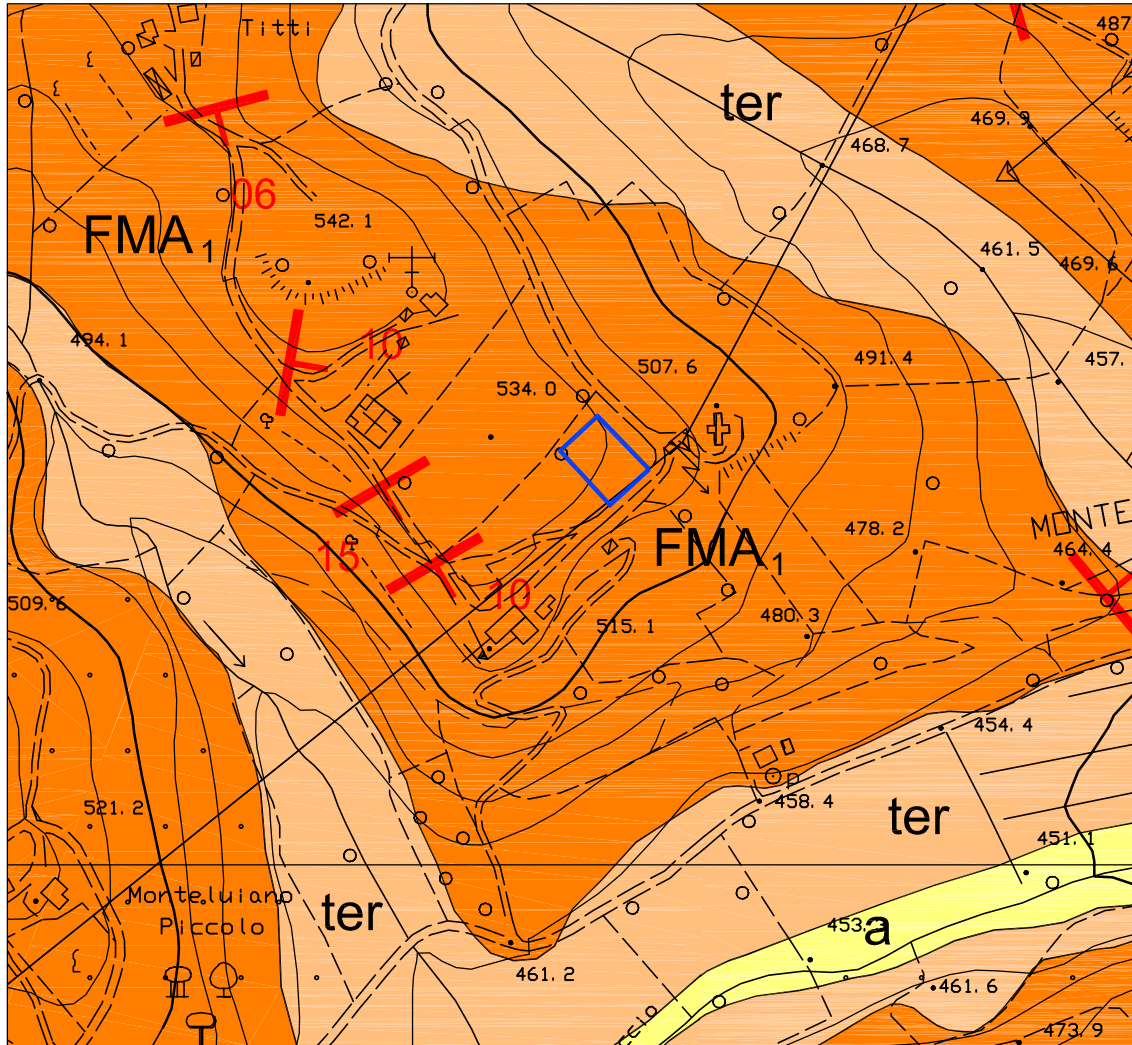 Titti
487
ter
469. 9
468. 7
06
542. 1
FMA1
461. 5
469. 6
494. 1
10
507. 6
491. 4
457.
534. 0
MONTE
478. 2
FMA1
464. 4
15
10
509. 6
515. 1
480. 3
454. 4
p
521. 2
458. 4
ter
451. 1
Monteluiano
Piccolo
ter
453.
a
461. 2
461. 6
473. 9